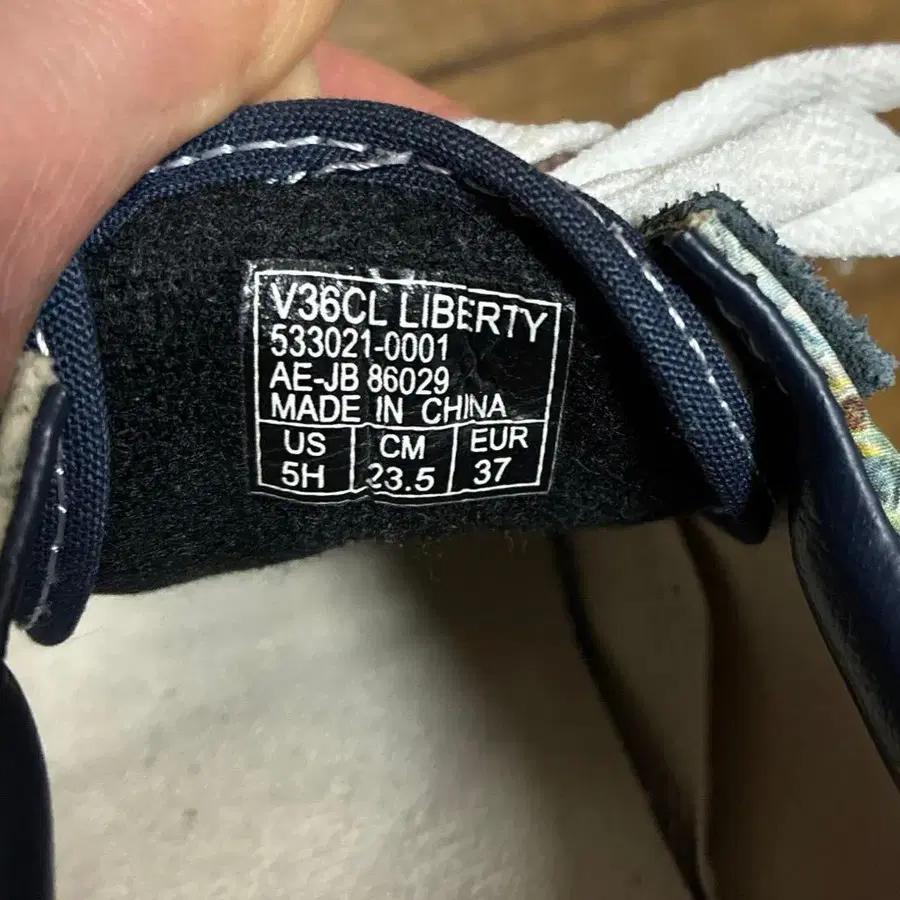 V36CL LIBERTY
533021-0001
AE-JB 86029
MADE IN CHINA
US CM EUR
5H 23.5 37